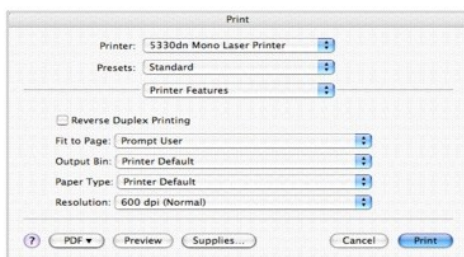 Print
Printer: 5330dn Mono Laser Printer
Presets: Standard
Printer Features
Reverse Duplex Printing
Fit to Page: Prompt User
Output Bin: Printer Default
Paper Type: Printer Default
Resolution: 600 dpi (Normal)
? PDF ▼ Preview Supplies... Cancel Print